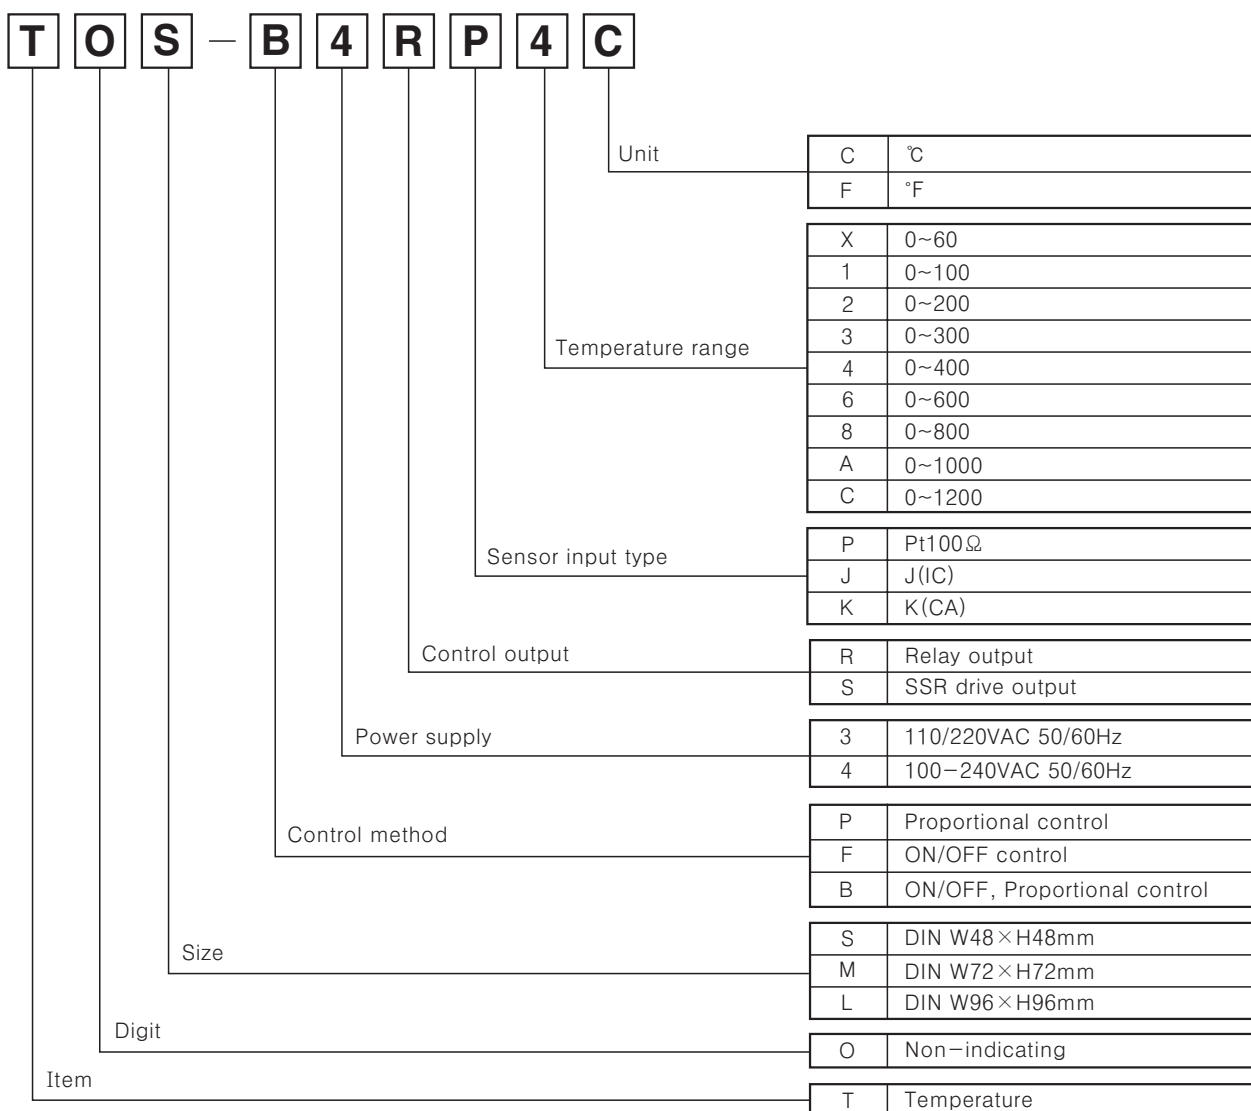 TOS-B4RP4C
Unit
C ℃
F °F
X 0~60
1 0~100
2 0~200
3 0~300
Temperature range
4 0~400
6 0~600
8 0~800
A 0~1000
C 0~1200
P Pt100Ω
Sensor input type
J J(IC)
K K(CA)
Control output
R Relay output
S SSR drive output
Power supply
3 110/220VAC 50/60Hz
4 100-240VAC 50/60Hz
P Proportional control
Control method
F ON/OFF control
B ON/OFF, Proportional control
S DIN W48×H48mm
Size
M DIN W72×H72mm
L DIN W96×H96mm
Digit
O Non-indicating
Item
T Temperature